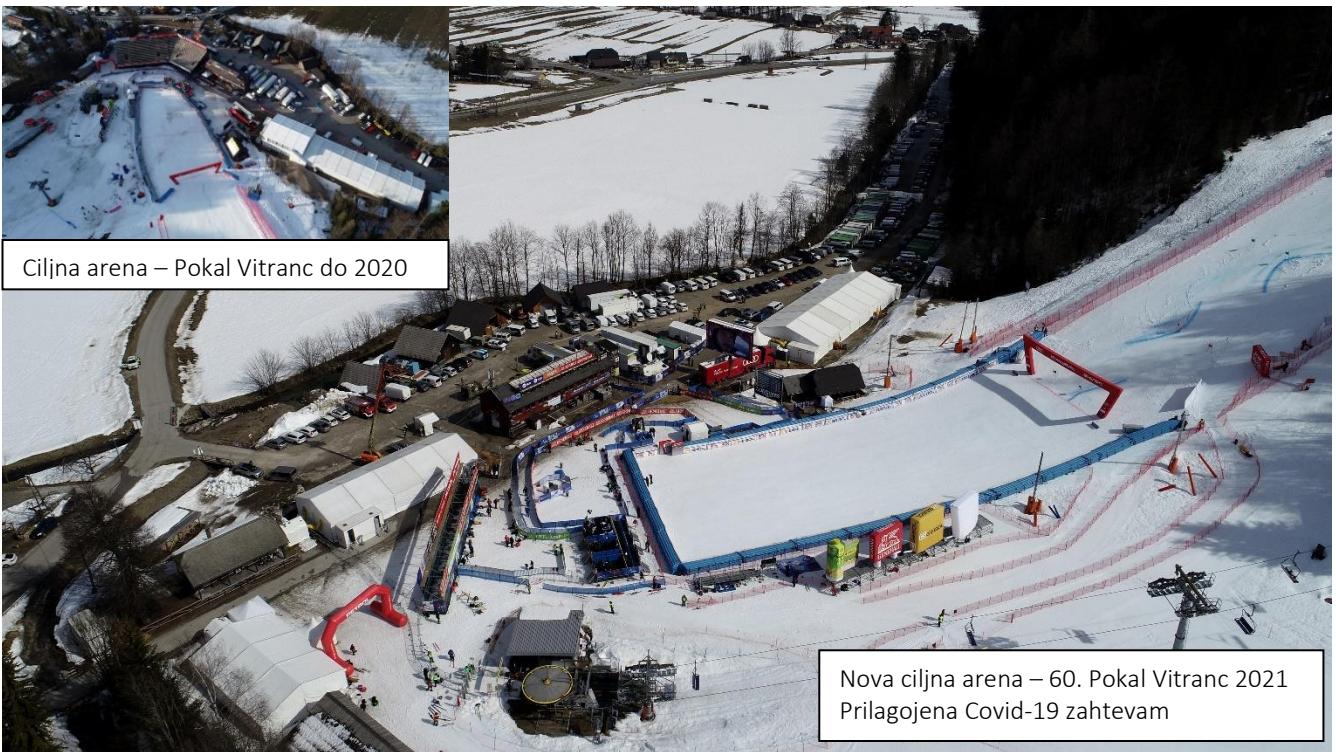 Ciljna arena – Pokal Vitranc do 2020
Nova ciljna arena – 60. Pokal Vitranc 2021
Prilagojena Covid-19 zahtevam